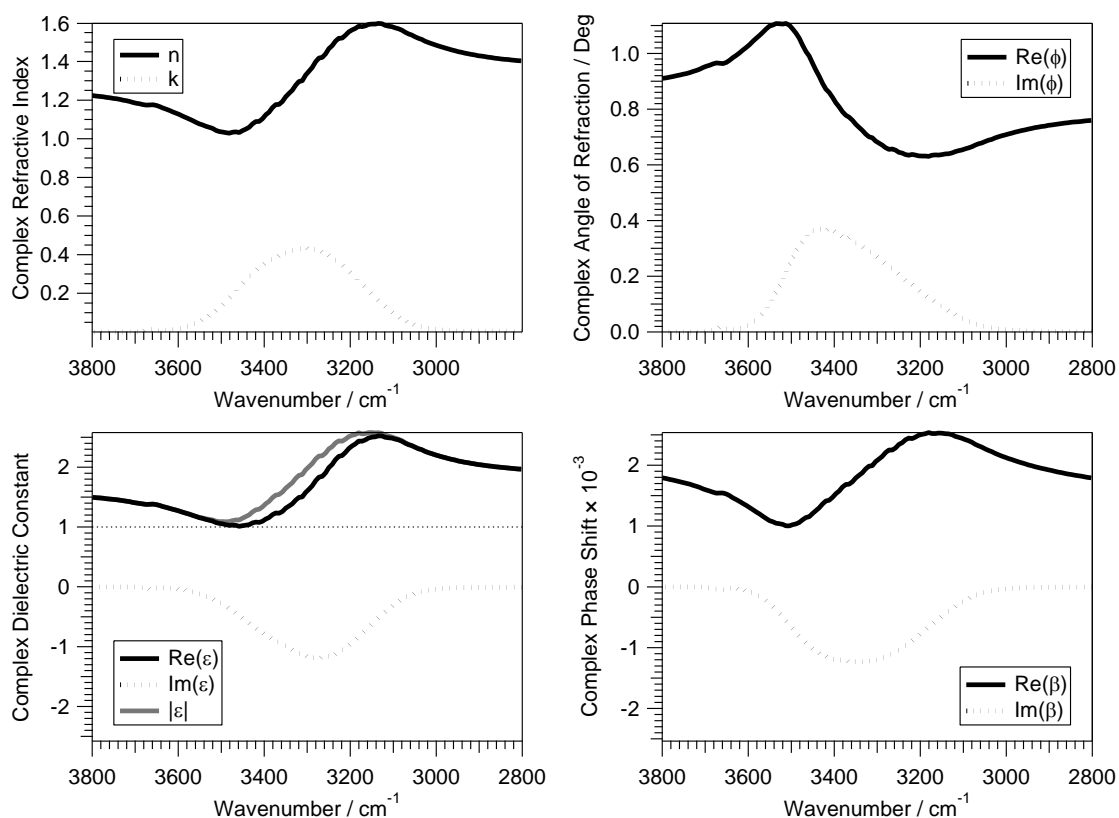 Complex Refractive Index
1.6
1.4
1.2
1.0
0.8
0.6
0.4
0.2
n
k
3800
3600
3400
3200
3000
Wavenumber / cm⁻¹
Complex Angle of Refraction / Deg
1.0
0.8
0.6
0.4
0.2
0.0
Re(ϕ)
Im(ϕ)
3800
3600
3400
3200
3000
2800
Wavenumber / cm⁻¹
Complex Dielectric Constant
2
1
0
-1
-2
Re(ε)
Im(ε)
|ε|
3800
3600
3400
3200
3000
2800
Wavenumber / cm⁻¹
Complex Phase Shift × 10⁻³
2
1
0
-1
-2
Re(β)
Im(β)
3800
3600
3400
3200
3000
2800
Wavenumber / cm⁻¹